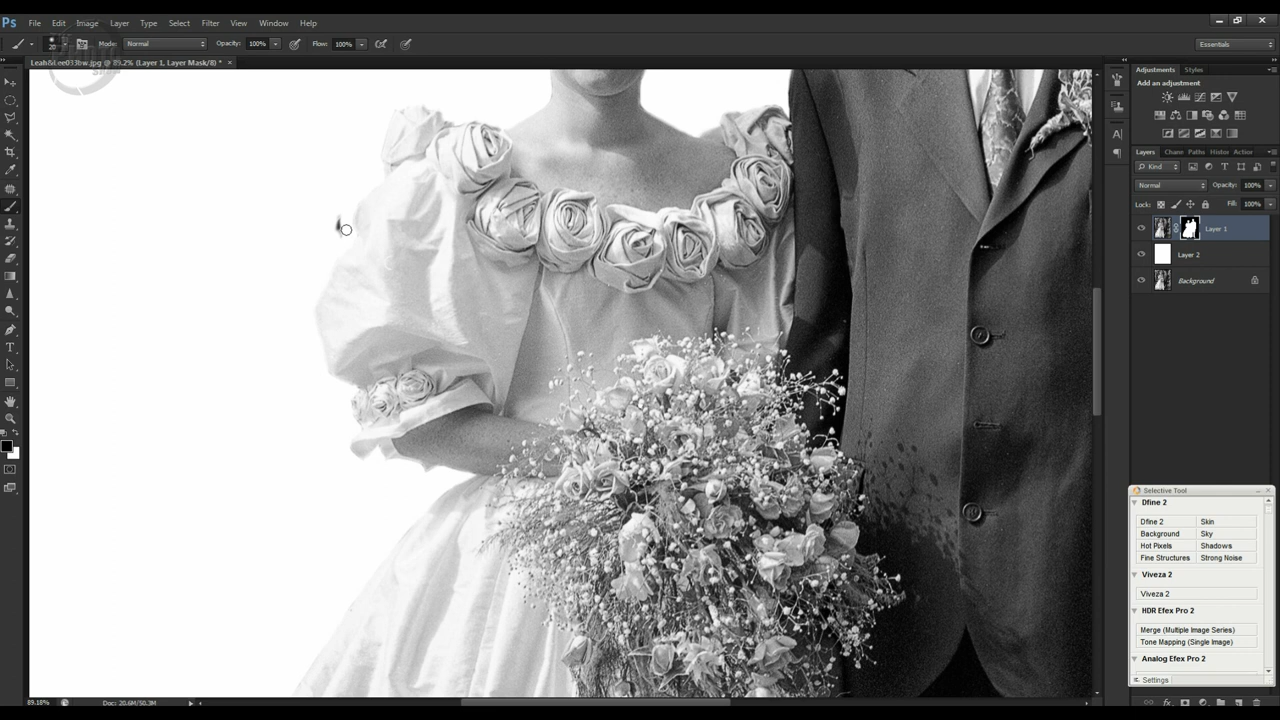 Ps File Edit Image Layer Type Select Filter View Window Help
20 Mode: Normal Opacity: 100% Flow: 100% Essentials
Leah&Lee033bw.jpg @ 89.2% (Layer 1, Layer Mask/8) * ×
Adjustments Styles
Add an adjustment
Layers Chane Paths Histor Action
Kind
Normal Opacity: 100%
Lock: Fill: 100%
Layer 1
Layer 2
Background
T
A
Selective Tool
Dfine 2
Dfine 2 Skin
Background Sky
Hot Pixels Shadows
Fine Structures Strong Noise
Viveza 2
Viveza 2
HDR Efex Pro 2
Merge (Multiple Image Series)
Tone Mapping (Single Image)
Analog Efex Pro 2
Settings
89.18% Doc: 20.6M/50.3M
fx